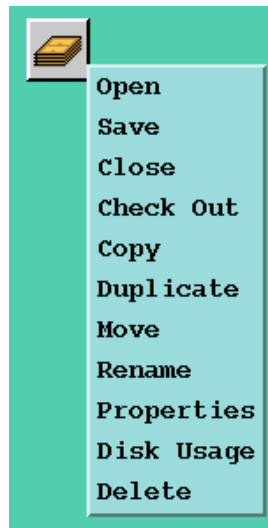 Open
Save
Close
Check Out
Copy
Duplicate
Move
Rename
Properties
Disk Usage
Delete